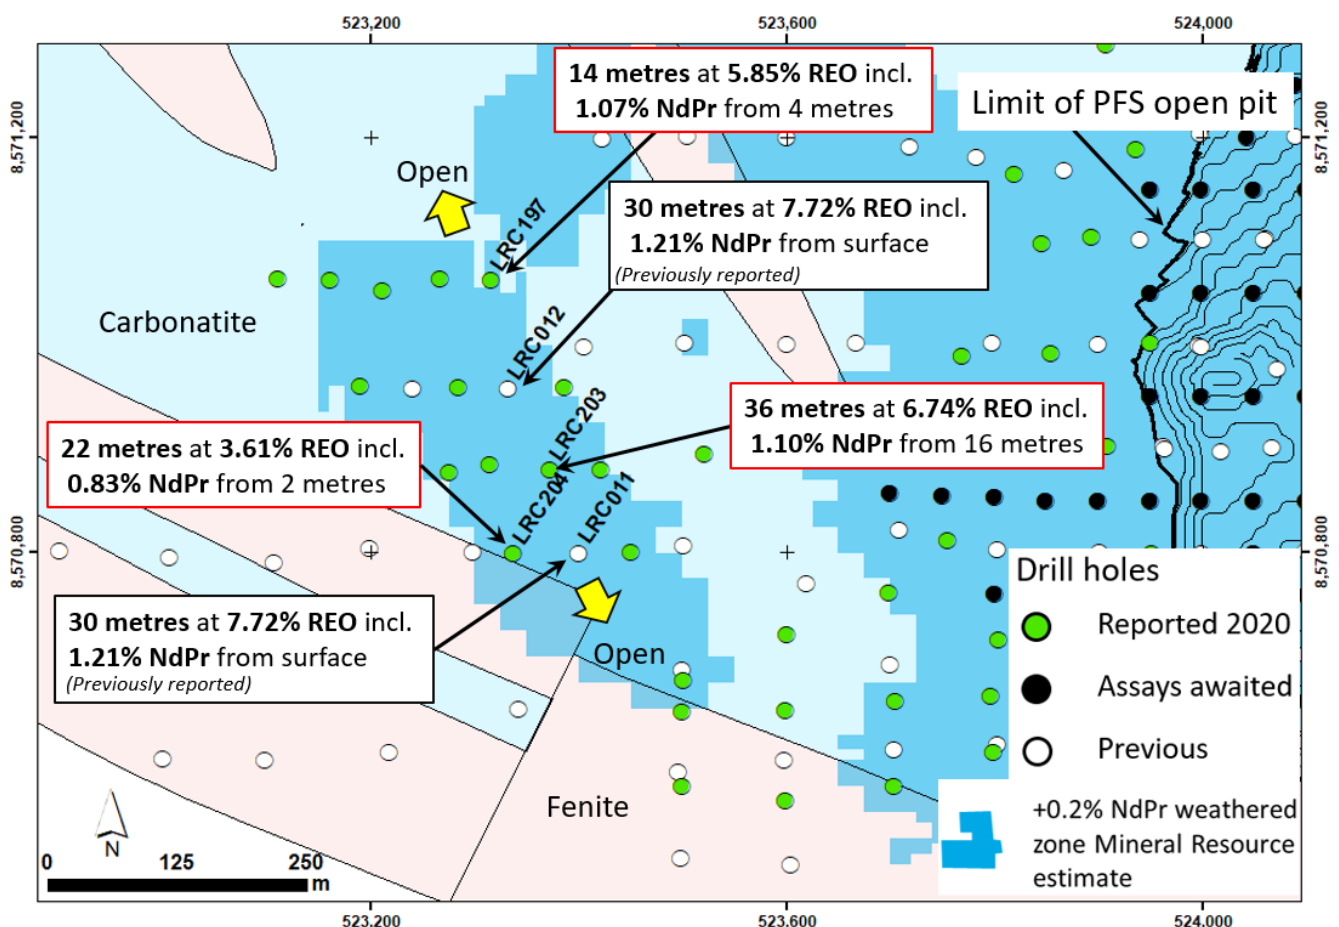 523,200
523,600
524,000
14 metres at 5.85% REO incl.
1.07% NdPr from 4 metres
Limit of PFS open pit
8,571,200
8,571,200
Open
30 metres at 7.72% REO incl.
1.21% NdPr from surface
(Previously reported)
LRC197
Carbonatite
LRC012
LRC203
36 metres at 6.74% REO incl.
1.10% NdPr from 16 metres
22 metres at 3.61% REO incl.
0.83% NdPr from 2 metres
LRC204
LRC011
8,570,800
8,570,800
Drill holes
Reported 2020
Assays awaited
Previous
+0.2% NdPr weathered
zone Mineral Resource
estimate
30 metres at 7.72% REO incl.
1.21% NdPr from surface
(Previously reported)
Open
Fenite
N
0 125 250
m
523,200
523,600
524,000